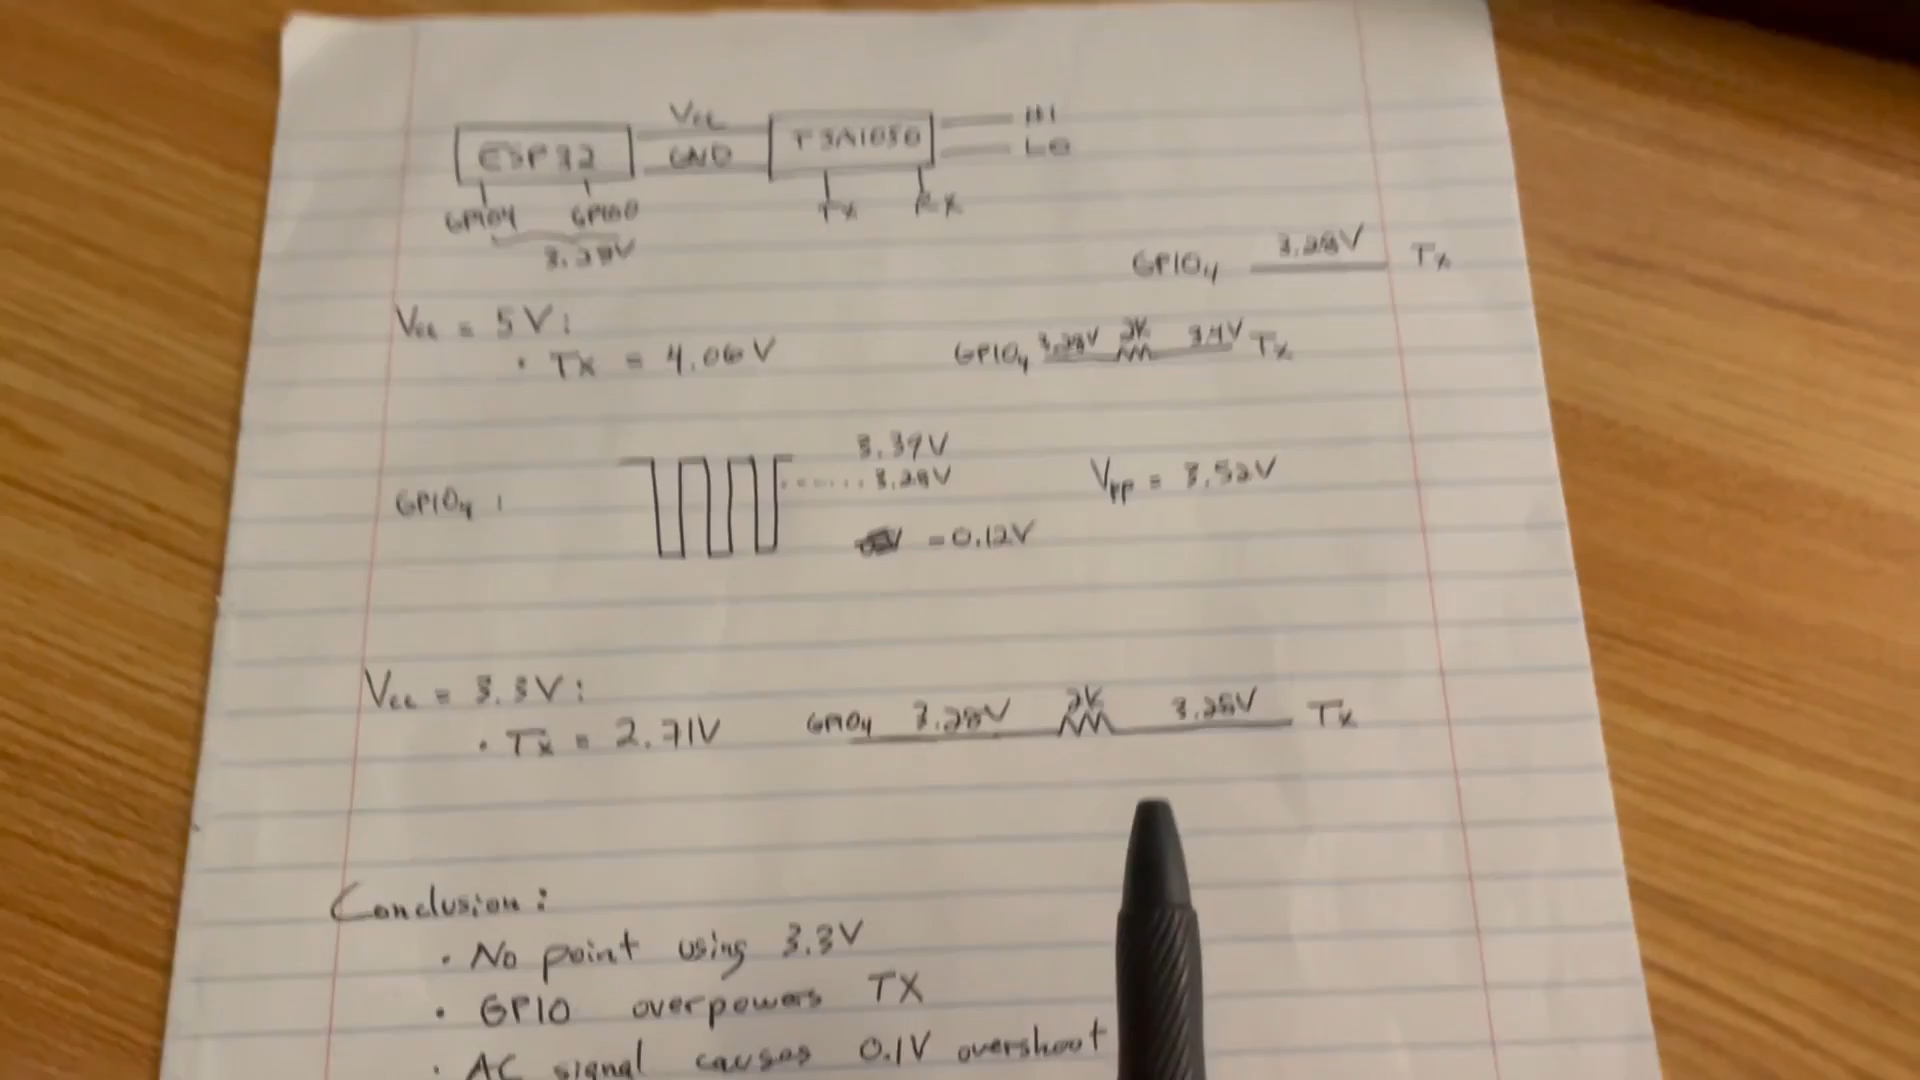 Vcc
ESP32 GND TJA1050 HI
LO
GPIO4 Tx Rx
3.28V
GPIO4 3.28V Tx
Vcc = 5V:
• Tx = 4.06V
GPIO4 3.28V 2K 3.4V Tx
3.39V
3.28V
GPIO4 : Vpp = 3.52V
-0.12V
Vcc = 3.3V:
• Tx = 2.71V GPIO4 3.28V 2K 3.28V Tx
Conclusion:
• No point using 3.3V
• GPIO overpowers TX
• AC signal causes 0.1V overshoot